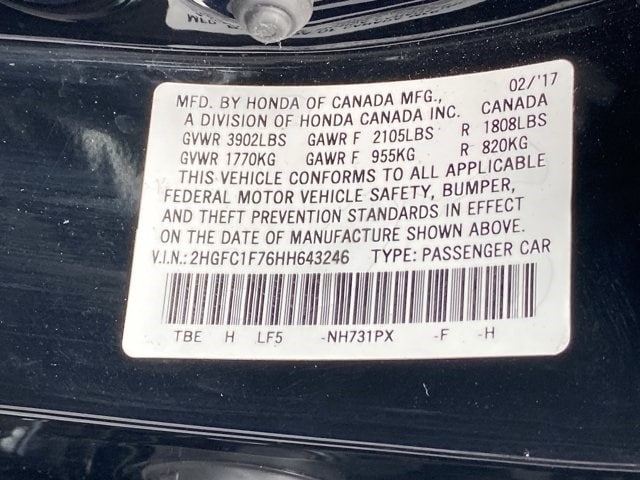 MFD. BY HONDA OF CANADA MFG., 02/'17
A DIVISION OF HONDA CANADA INC. CANADA
GVWR 3902LBS GAWR F 2105LBS R 1808LBS
GVWR 1770KG GAWR F 955KG R 820KG
THIS VEHICLE CONFORMS TO ALL APPLICABLE
FEDERAL MOTOR VEHICLE SAFETY, BUMPER,
AND THEFT PREVENTION STANDARDS IN EFFECT
ON THE DATE OF MANUFACTURE SHOWN ABOVE.
V.I.N.: 2HGFC1F76HH643246 TYPE: PASSENGER CAR
TBE H LF5 -NH731PX -F -H